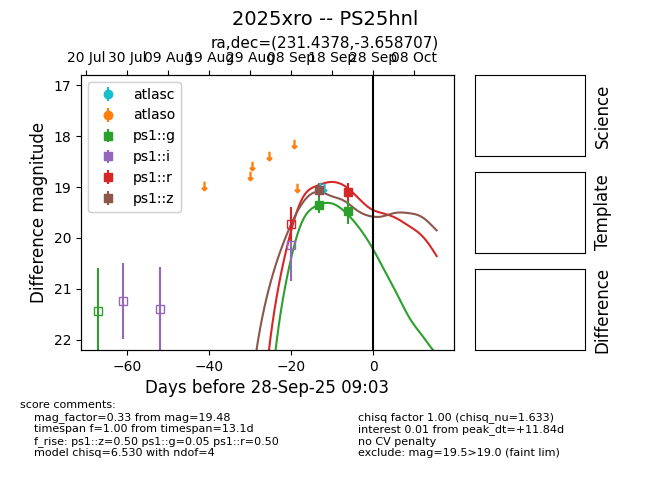 2025xro -- PS25hnl
ra,dec=(231.4378,-3.658707)
20 Jul 30 Jul 09 Aug 19 Aug 29 Aug 08 Sep 18 Sep 28 Sep 08 Oct
17
18
19
20
21
22
Difference magnitude
atlasc
atlaso
ps1::g
ps1::i
ps1::r
ps1::z
−60 −40 −20 0
Days before 28-Sep-25 09:03
Science
Template
Difference
score comments:
mag_factor=0.33 from mag=19.48
timespan f=1.00 from timespan=13.1d
f_rise: ps1::z=0.50 ps1::g=0.05 ps1::r=0.50
model chisq=6.530 with ndof=4
chisq factor 1.00 (chisq_nu=1.633)
interest 0.01 from peak_dt=+11.84d
no CV penalty
exclude: mag=19.5>19.0 (faint lim)